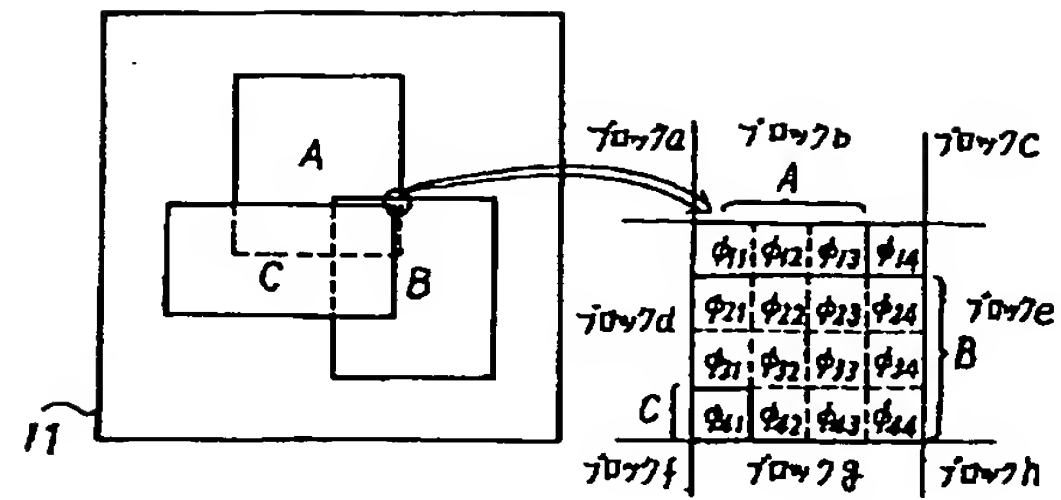 ブロックa ブロックb ブロックc
A
A
φ11 φ12 φ13 φ14
C B
ブロックd φ21 φ22 φ23 φ24 ブロックe
φ31 φ32 φ33 φ34 B
C φ41 φ42 φ43 φ44
11
ブロックf ブロックg ブロックh